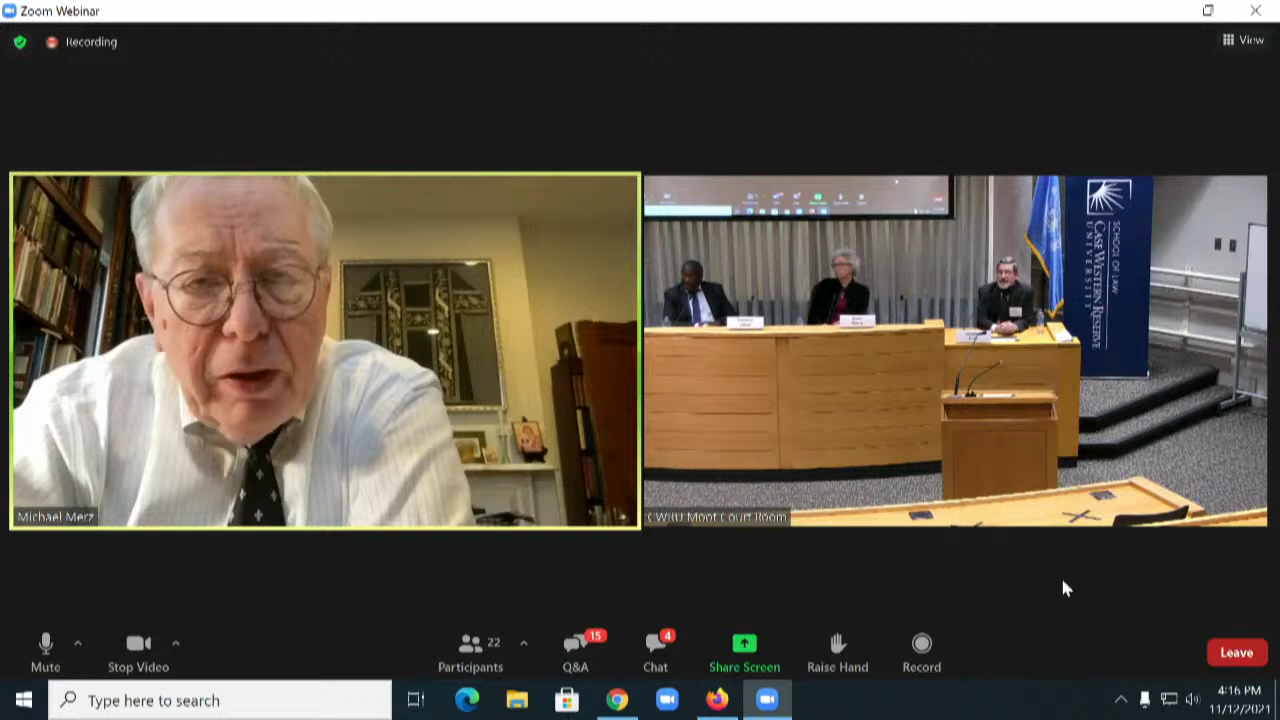 Zoom Webinar
Recording
View
SCHOOL OF LAW
CASE WESTERN RESERVE
UNIVERSITY
Michael Merz
CWRU Moot Court Room
Mute
Stop Video
Participants
22
Q&A
15
Chat
4
Share Screen
Raise Hand
Record
Leave
Type here to search
4:16 PM
11/12/2021